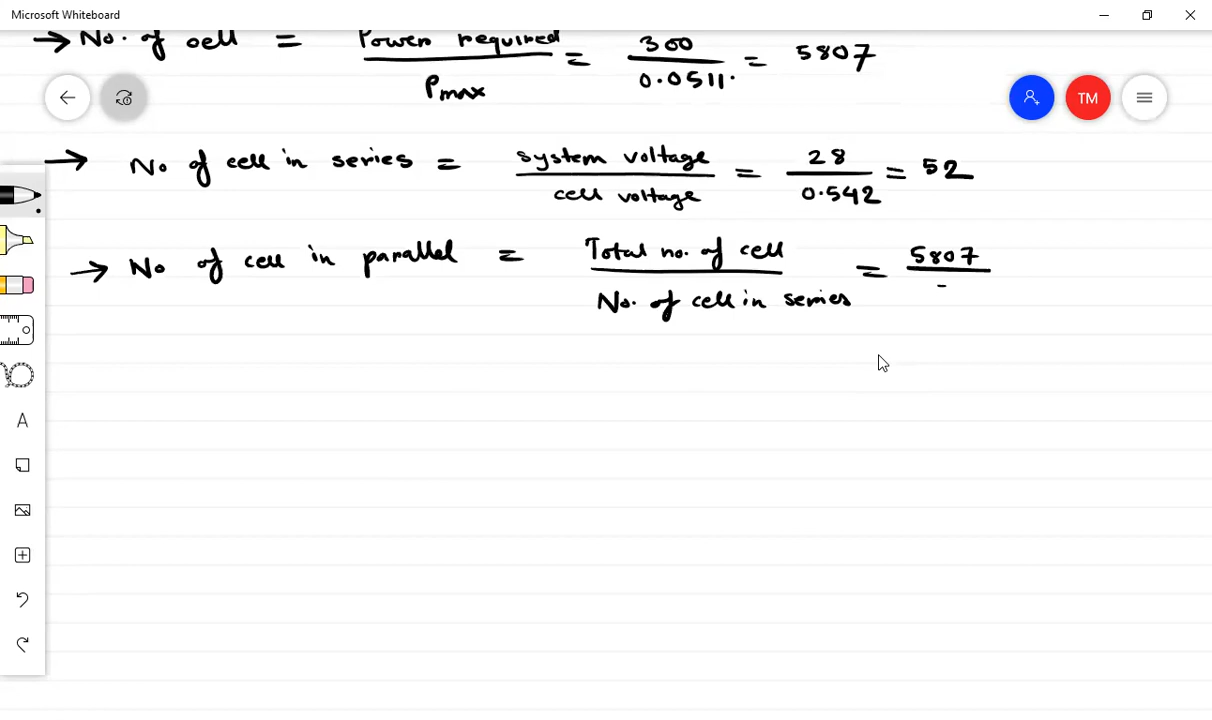 Microsoft Whiteboard
→ No. of cell = Power required / Pmax = 300 / 0.0511 = 5807
TM
→ No of cell in series = system voltage / cell voltage = 28 / 0.542 = 52
→ No of cell in parallel = Total no. of cell / No. of cell in series = 5807 /
A